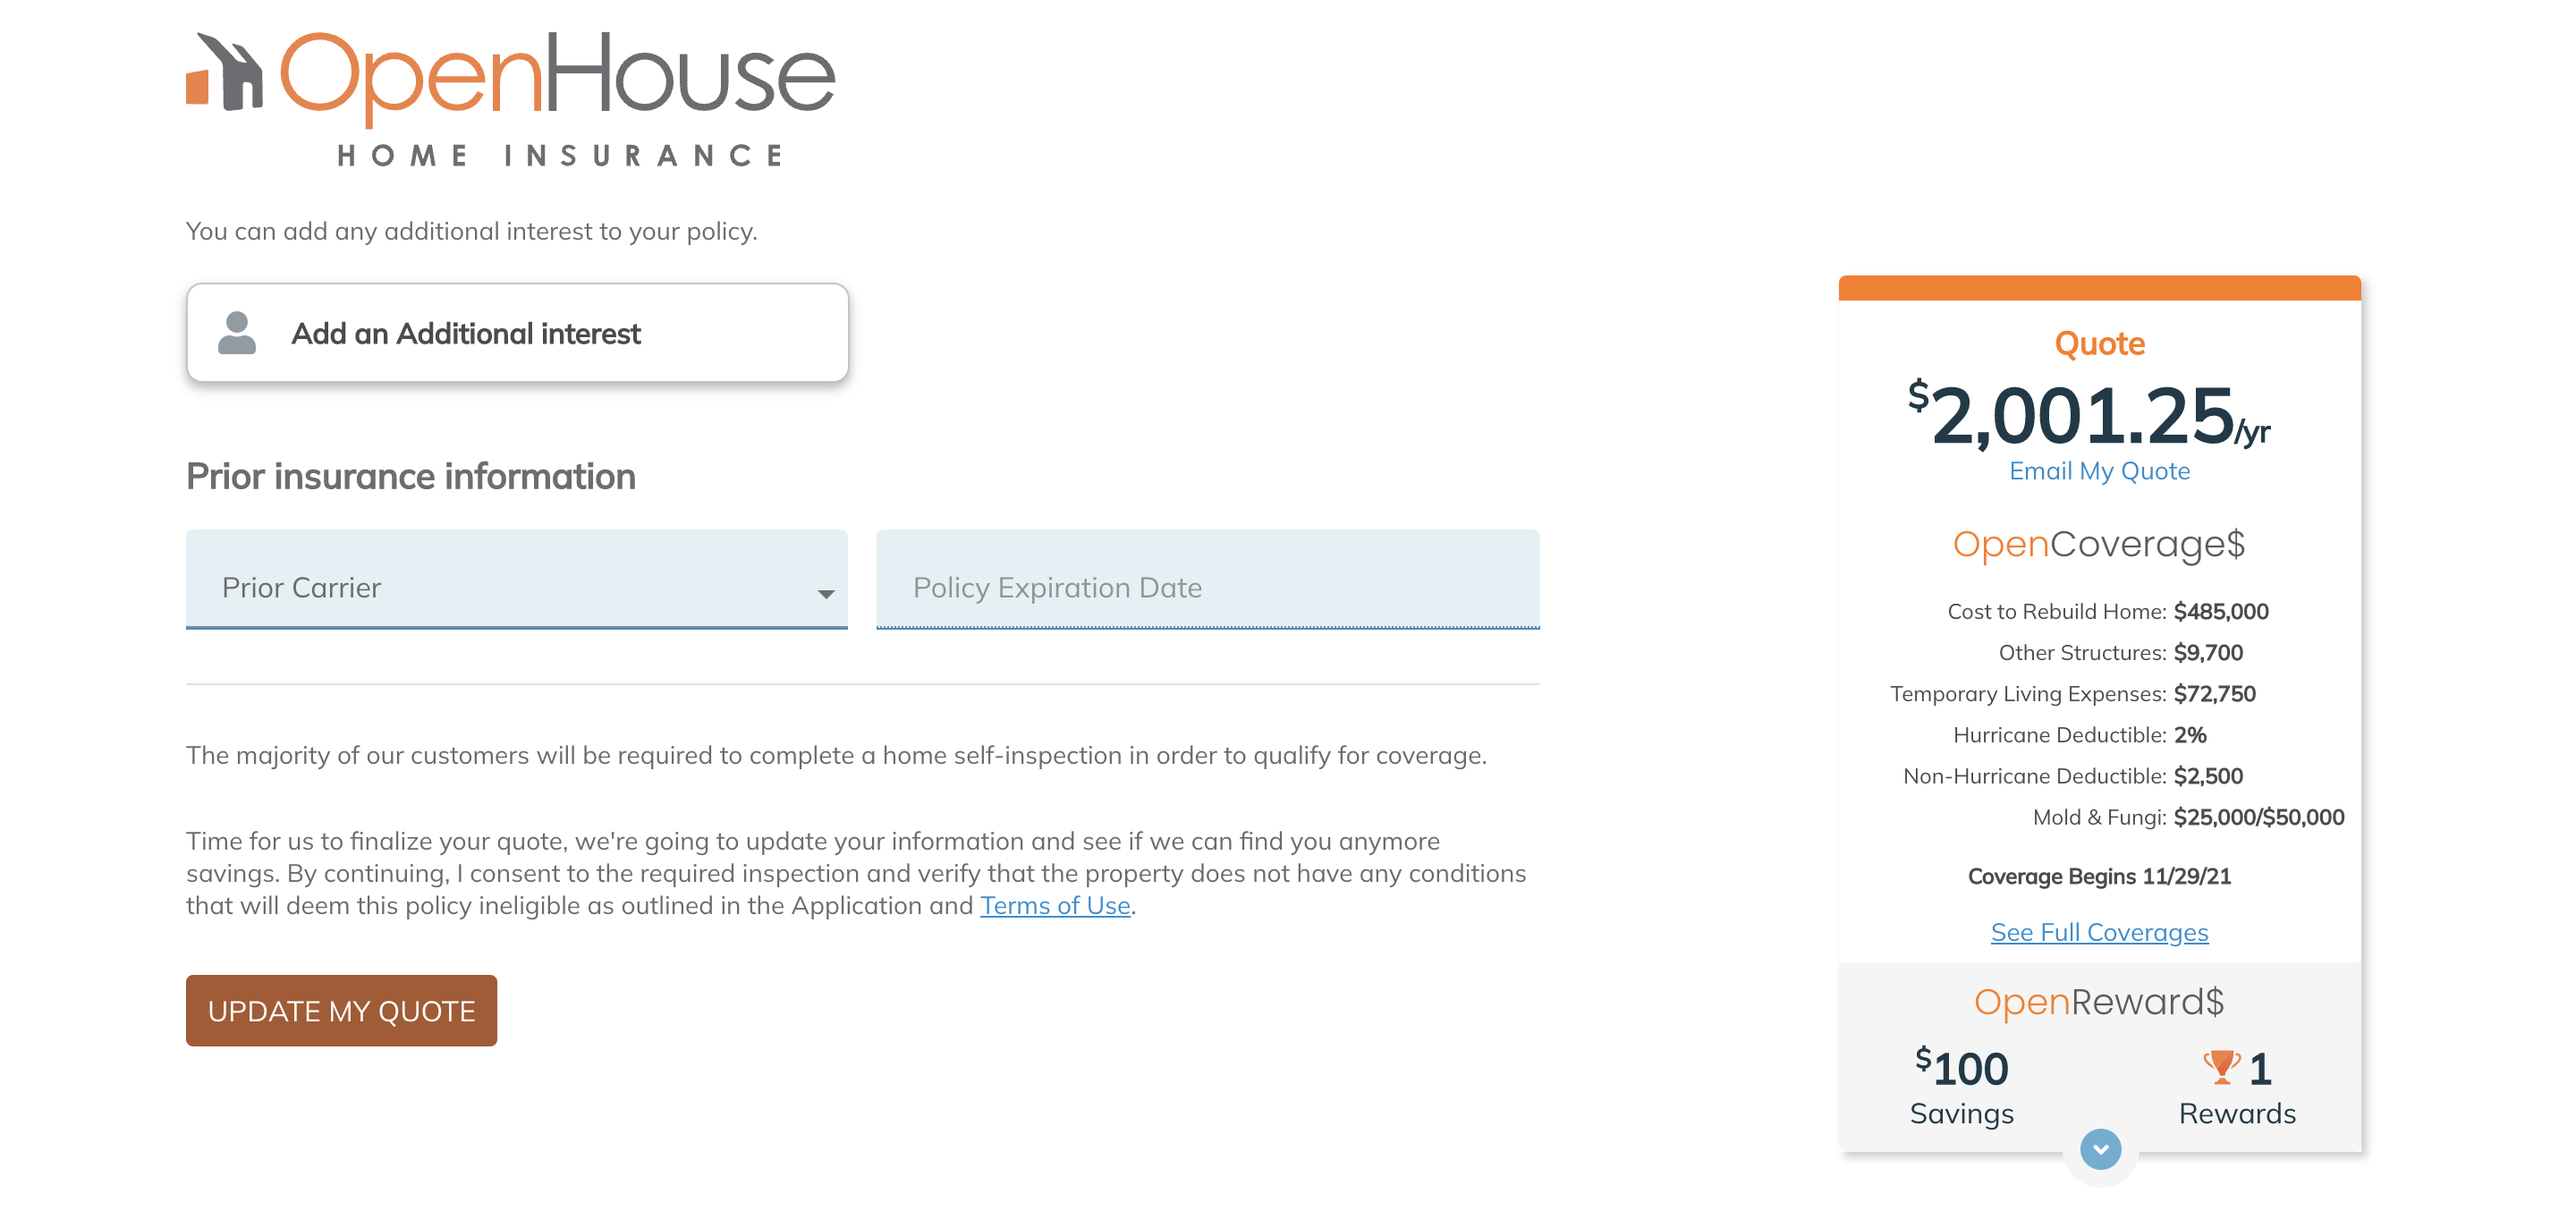 OpenHouse
HOME INSURANCE
You can add any additional interest to your policy.
Add an Additional interest
Prior insurance information
Prior Carrier
Policy Expiration Date
The majority of our customers will be required to complete a home self-inspection in order to qualify for coverage.
Time for us to finalize your quote, we're going to update your information and see if we can find you anymore
savings. By continuing, I consent to the required inspection and verify that the property does not have any conditions
that will deem this policy ineligible as outlined in the Application and Terms of Use.
UPDATE MY QUOTE
Quote
$2,001.25/yr
Email My Quote
OpenCoverage$
Cost to Rebuild Home: $485,000
Other Structures: $9,700
Temporary Living Expenses: $72,750
Hurricane Deductible: 2%
Non-Hurricane Deductible: $2,500
Mold & Fungi: $25,000/$50,000
Coverage Begins 11/29/21
See Full Coverages
OpenReward$
$100 1
Savings Rewards